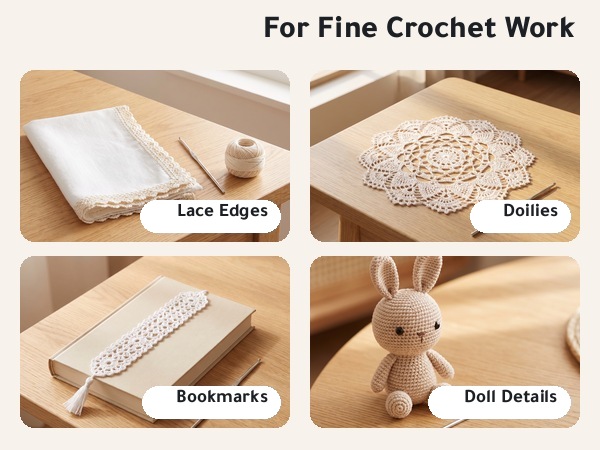 For Fine Crochet Work
Lace Edges
Doilies
Bookmarks
Doll Details